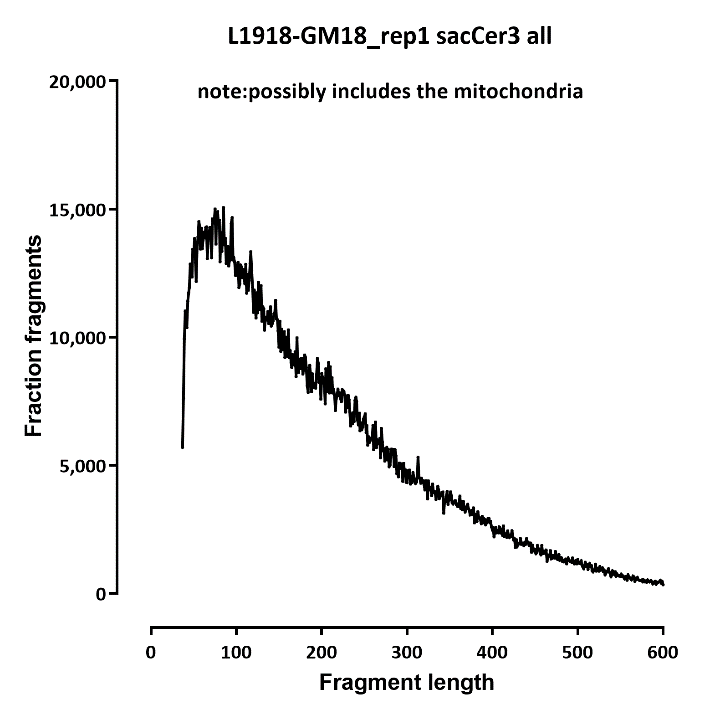 L1918-GM18_rep1 sacCer3 all
note:possibly includes the mitochondria
20,000
15,000
10,000
5,000
0
Fraction fragments
0 100 200 300 400 500 600
Fragment length